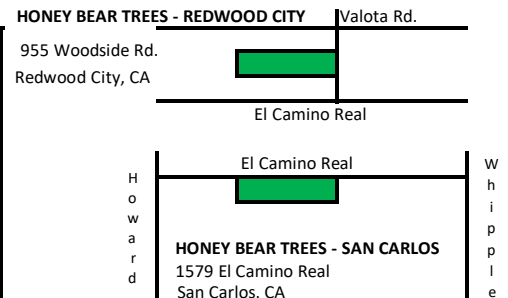 HONEY BEAR TREES - REDWOOD CITY
Valota Rd.
955 Woodside Rd.
Redwood City, CA
El Camino Real
El Camino Real
Howard
Whipple
HONEY BEAR TREES - SAN CARLOS
1579 El Camino Real
San Carlos, CA